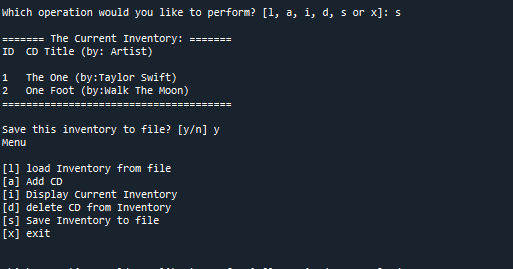 Which operation would you like to perform? [l, a, i, d, s or x]: s
======= The Current Inventory: =======
ID  CD Title (by: Artist)
1   The One (by:Taylor Swift)
2   One Foot (by:Walk The Moon)
======================================
Save this inventory to file? [y/n] y
Menu
[l] load Inventory from file
[a] Add CD
[i] Display Current Inventory
[d] delete CD from Inventory
[s] Save Inventory to file
[x] exit